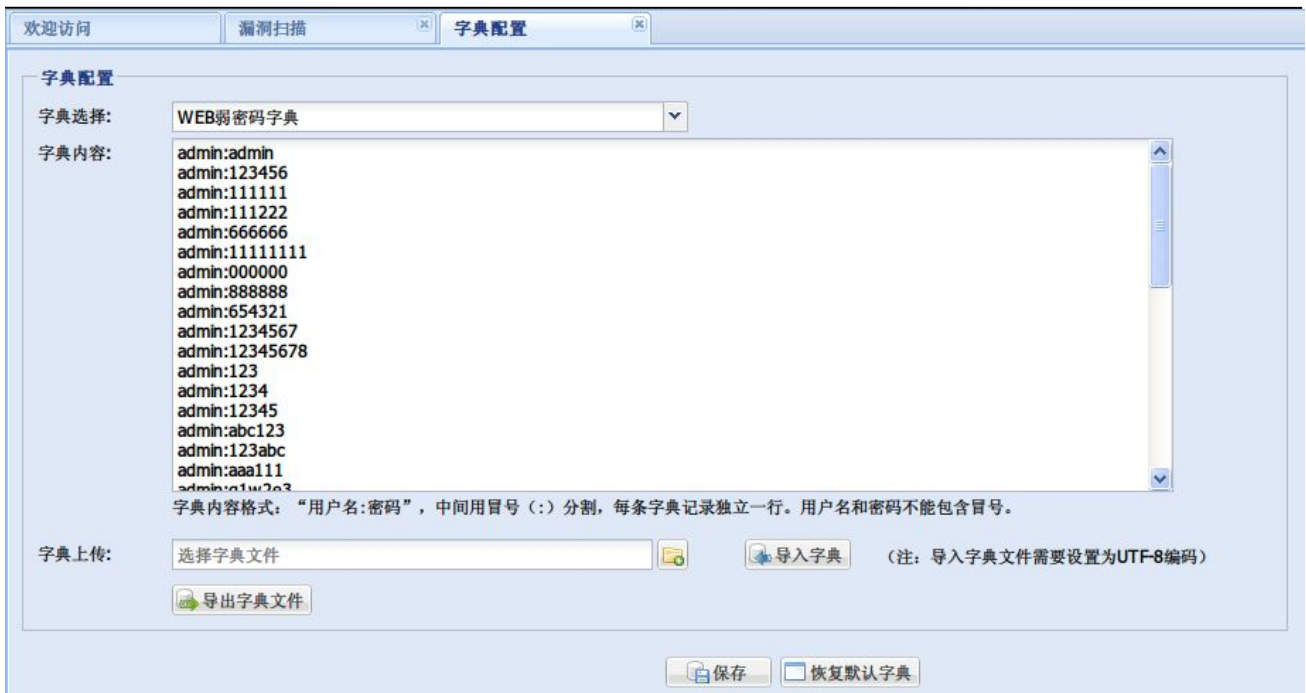 欢迎访问
漏洞扫描
字典配置
字典配置
字典选择:
WEB弱密码字典
字典内容:
admin:admin
admin:123456
admin:111111
admin:111222
admin:666666
admin:11111111
admin:000000
admin:888888
admin:654321
admin:1234567
admin:12345678
admin:123
admin:1234
admin:12345
admin:abc123
admin:123abc
admin:aaa111
admin:q1w2e3
字典内容格式：“用户名:密码”，中间用冒号（:）分割，每条字典记录独立一行。用户名和密码不能包含冒号。
字典上传:
选择字典文件
导入字典
（注：导入字典文件需要设置为UTF-8编码）
导出字典文件
保存
恢复默认字典